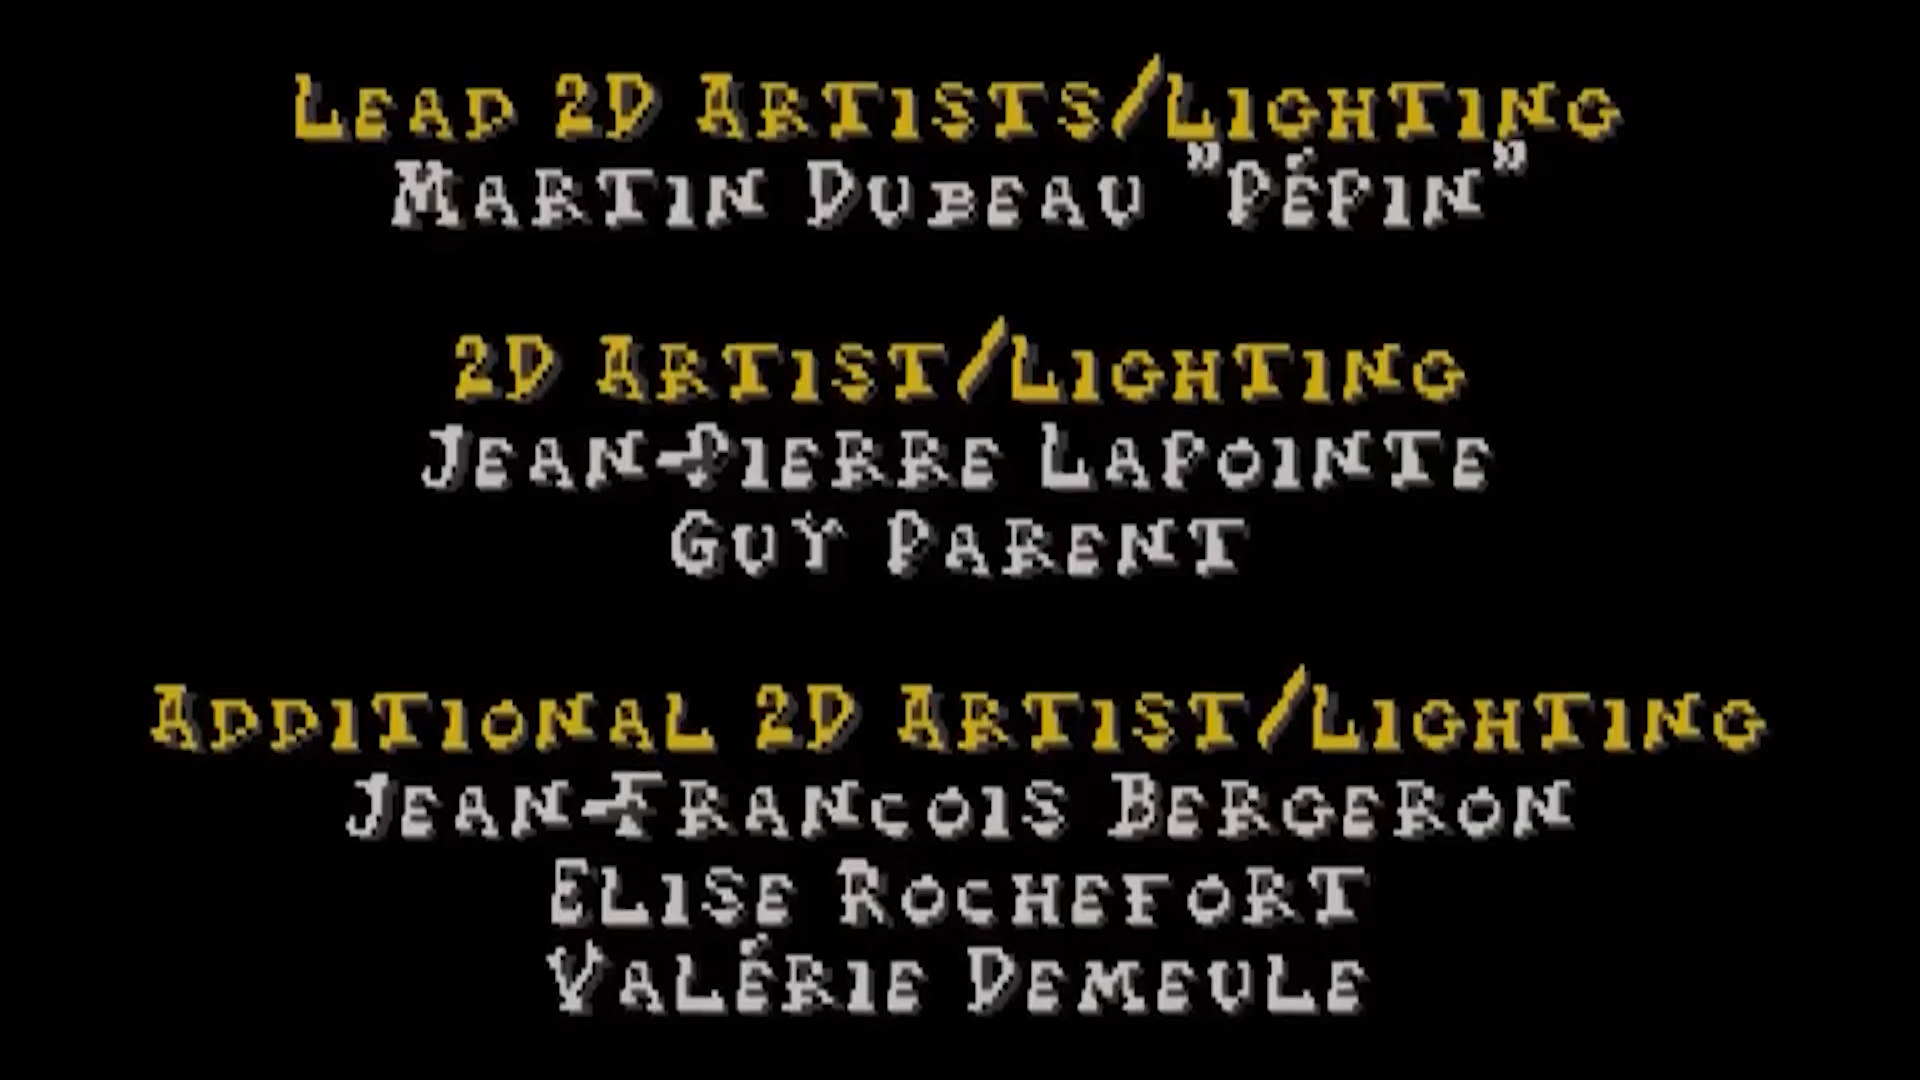 Lead 2D Artists/Lighting
Martin Dubeau "Pépin"
2D Artist/Lighting
Jean-Pierre Lapointe
Guy Parent
Additional 2D Artist/Lighting
Jean-Francois Bergeron
Elise Rochefort
Valérie Demeule